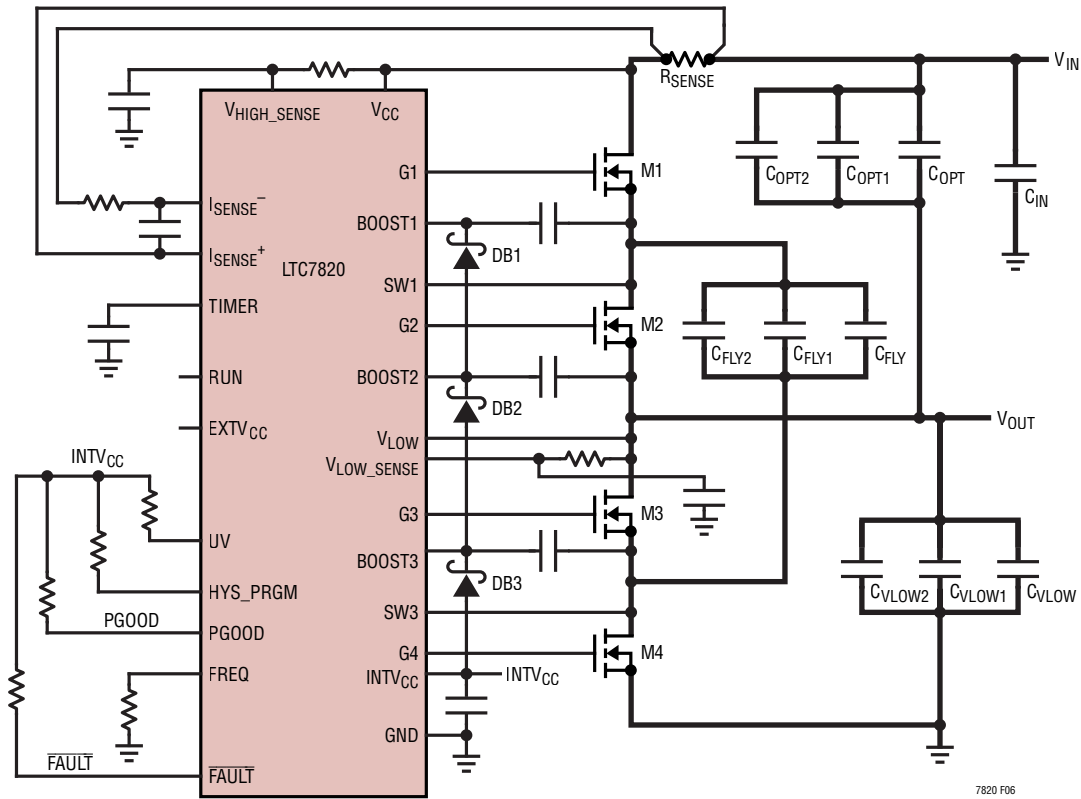 V_IN
R_SENSE
V_HIGH_SENSE
V_CC
C_OPT2
C_OPT1
C_OPT
C_IN
G1
M1
I_SENSE^-
BOOST1
I_SENSE^+
DB1
LTC7820
SW1
TIMER
G2
M2
C_FLY2
C_FLY1
C_FLY
RUN
BOOST2
DB2
EXTV_CC
V_OUT
V_LOW
INTV_CC
V_LOW_SENSE
G3
M3
UV
BOOST3
DB3
HYS_PRGM
C_VLOW2
C_VLOW1
C_VLOW
SW3
PGOOD
PGOOD
G4
M4
FREQ
INTV_CC
INTV_CC
GND
FAULT
FAULT
7820 F06